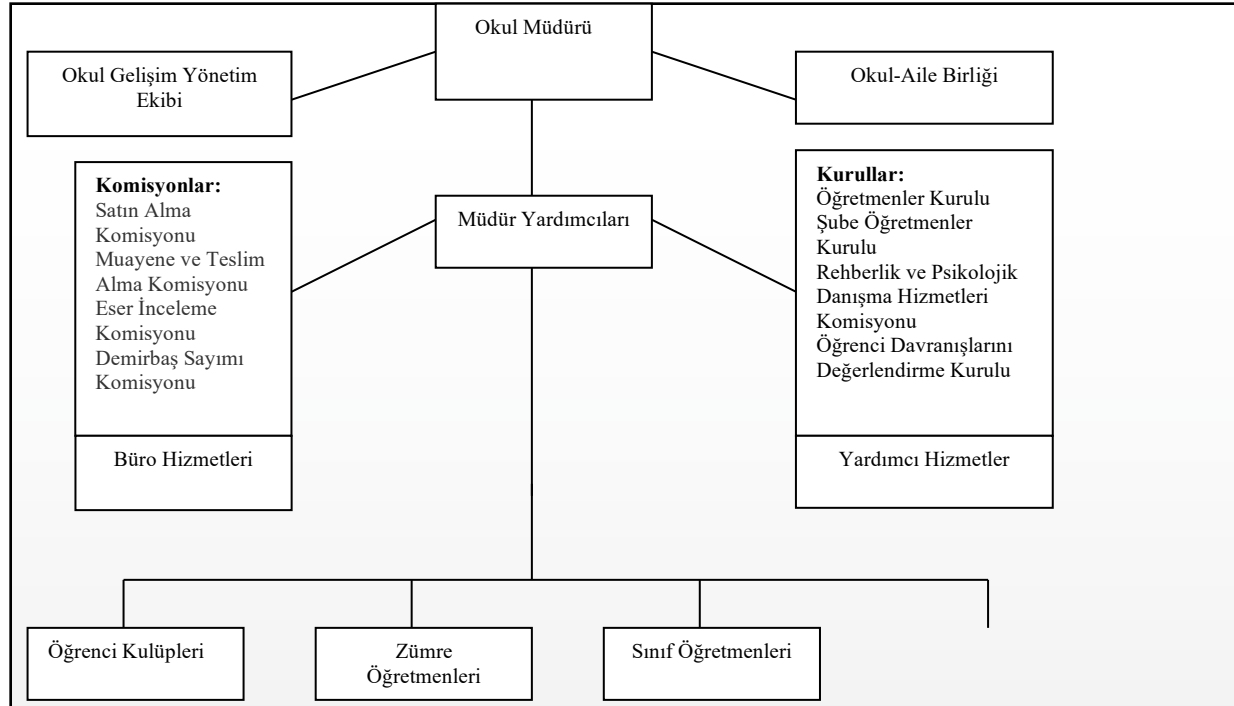 Okul Müdürü
Okul Gelişim Yönetim
Ekibi
Okul-Aile Birliği
Komisyonlar:
Satın Alma
Komisyonu
Muayene ve Teslim
Alma Komisyonu
Eser İnceleme
Komisyonu
Demirbaş Sayımı
Komisyonu
Müdür Yardımcıları
Kurullar:
Öğretmenler Kurulu
Şube Öğretmenler
Kurulu
Rehberlik ve Psikolojik
Danışma Hizmetleri
Komisyonu
Öğrenci Davranışlarını
Değerlendirme Kurulu
Büro Hizmetleri
Yardımcı Hizmetler
Öğrenci Kulüpleri
Zümre
Öğretmenleri
Sınıf Öğretmenleri